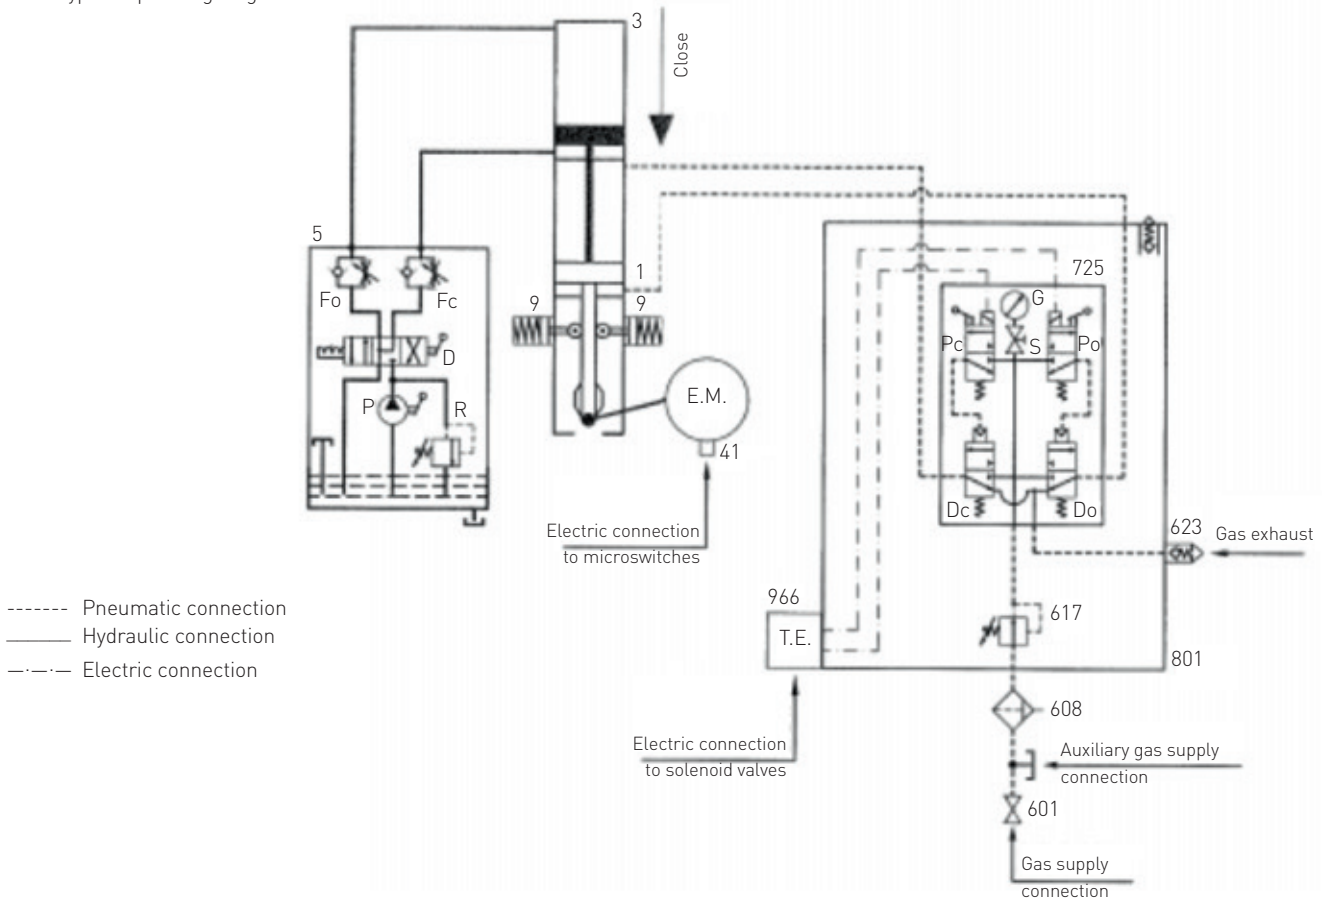 3
Close
5
1
725
Fo
Fc
9
9
G
Pc
S
Po
D
P
R
E.M.
41
Dc
Do
Electric connection
to microswitches
623
Gas exhaust
------- Pneumatic connection
_______ Hydraulic connection
—·—·— Electric connection
966
T.E.
617
801
608
Electric connection
to solenoid valves
Auxiliary gas supply
connection
601
Gas supply
connection